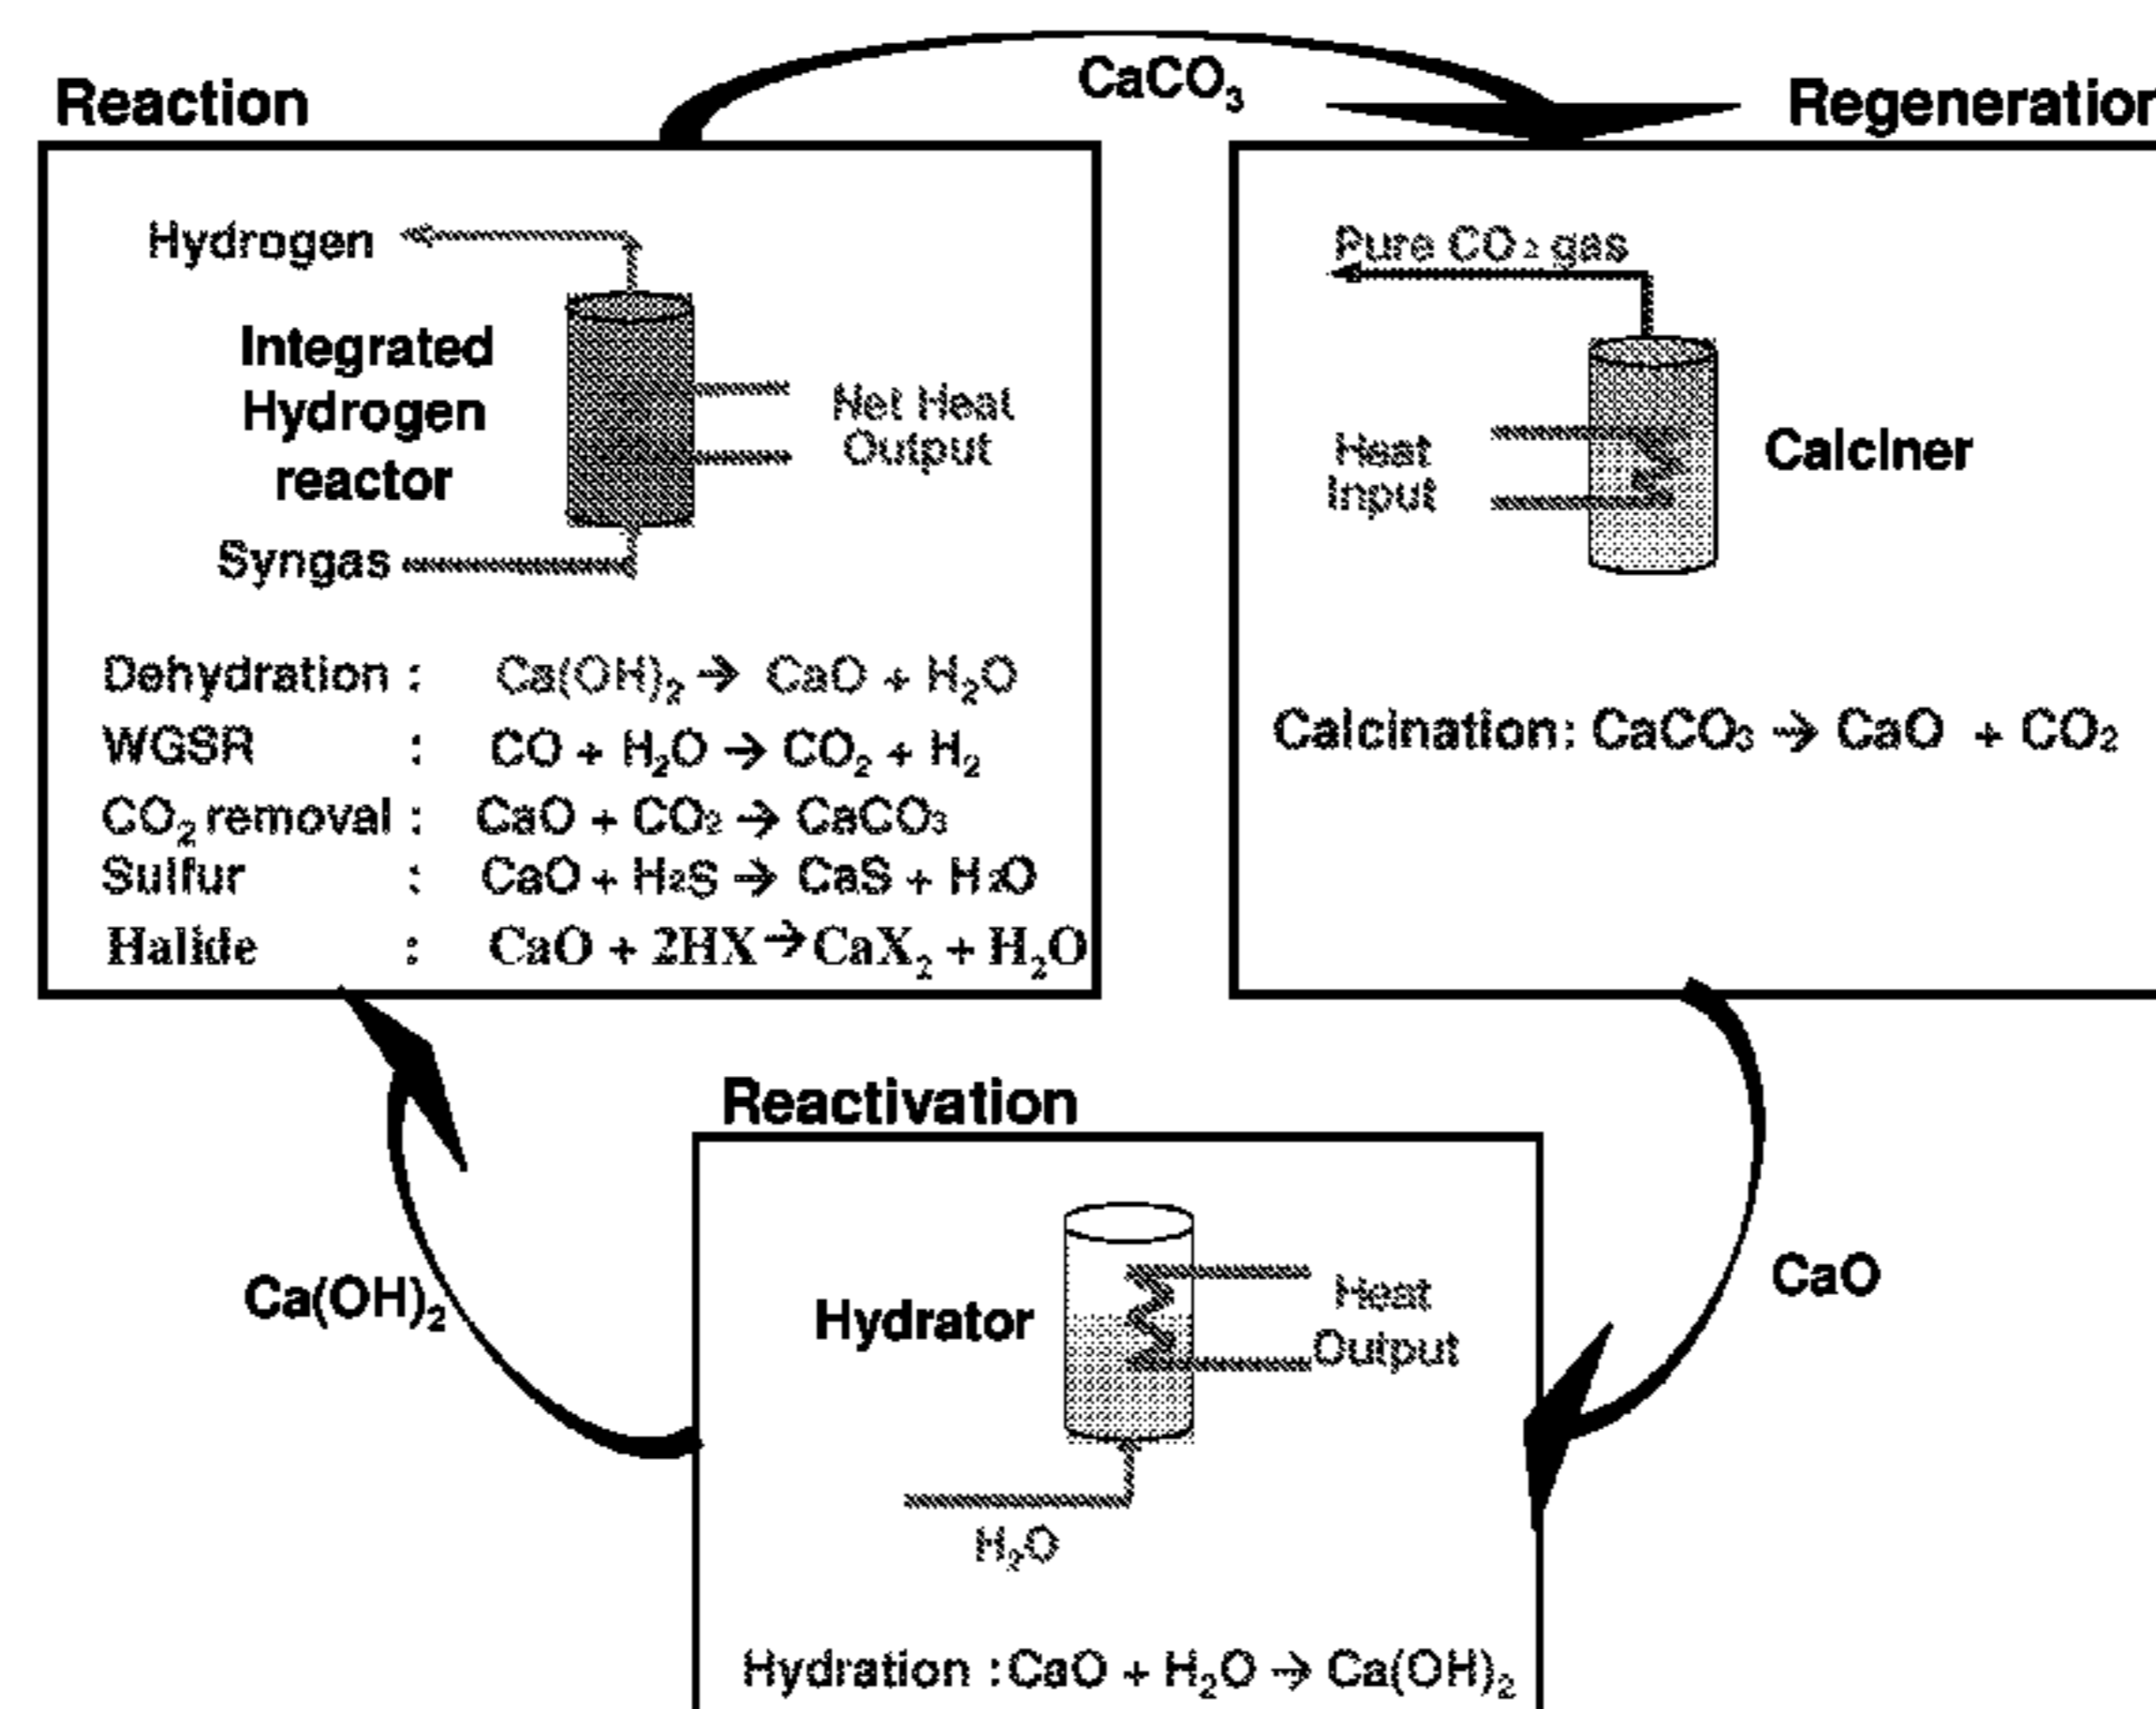 CaCO₃
Reaction
Regeneration
Hydrogen
Integrated
Hydrogen
reactor
Net Heat
Output
Syngas
Dehydration : Ca(OH)₂ → CaO + H₂O
WGSR : CO + H₂O → CO₂ + H₂
CO₂ removal : CaO + CO₂ → CaCO₃
Sulfur : CaO + H₂S → CaS + H₂O
Halide : CaO + 2HX → CaX₂ + H₂O
Pure CO₂ gas
Heat
Input
Calciner
Calcination: CaCO₃ → CaO + CO₂
Reactivation
Ca(OH)₂
Hydrator
Heat
Output
CaO
H₂O
Hydration : CaO + H₂O → Ca(OH)₂